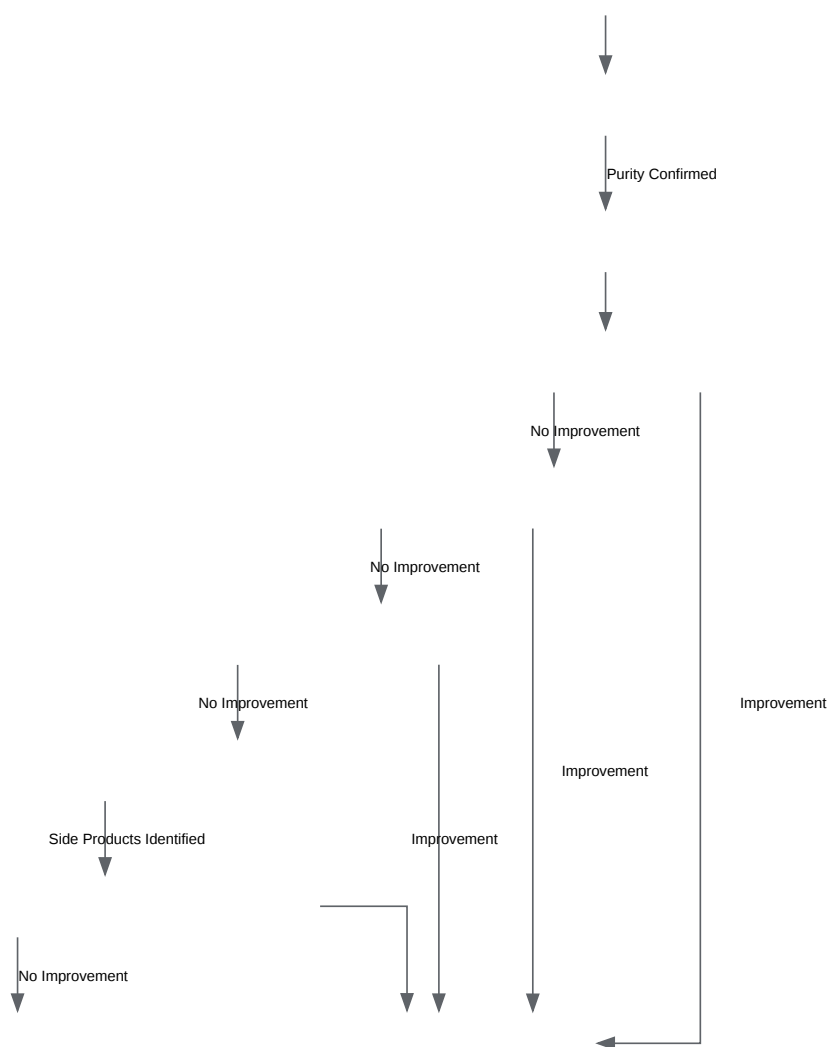 Purity Confirmed
No Improvement
No Improvement
No Improvement
Improvement
Improvement
Side Products Identified
Improvement
No Improvement